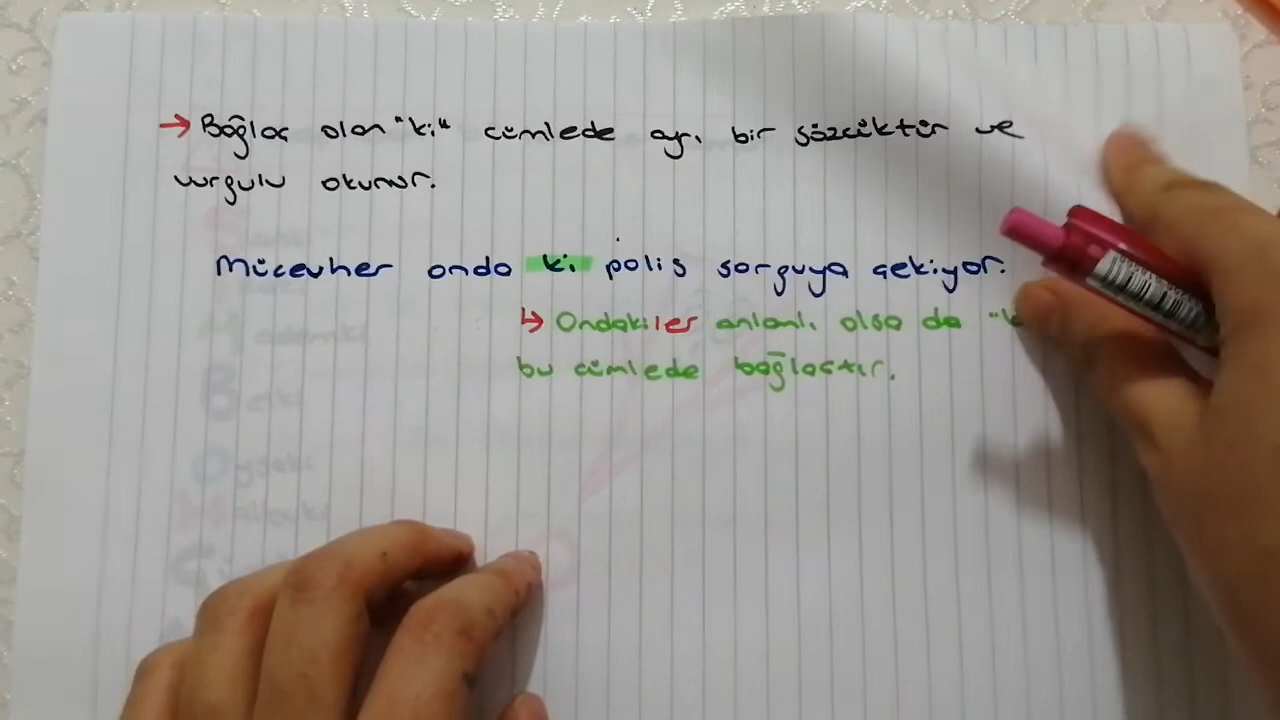 → Bağlaç olan "ki" cümlede ayrı bir sözcüktür ve
vurgulu okunur.
Mücevher onda ki polis sorguya çekiyor.
↳ Ondakiler anlamlı olsa da "k
bu cümlede bağlaçtır.